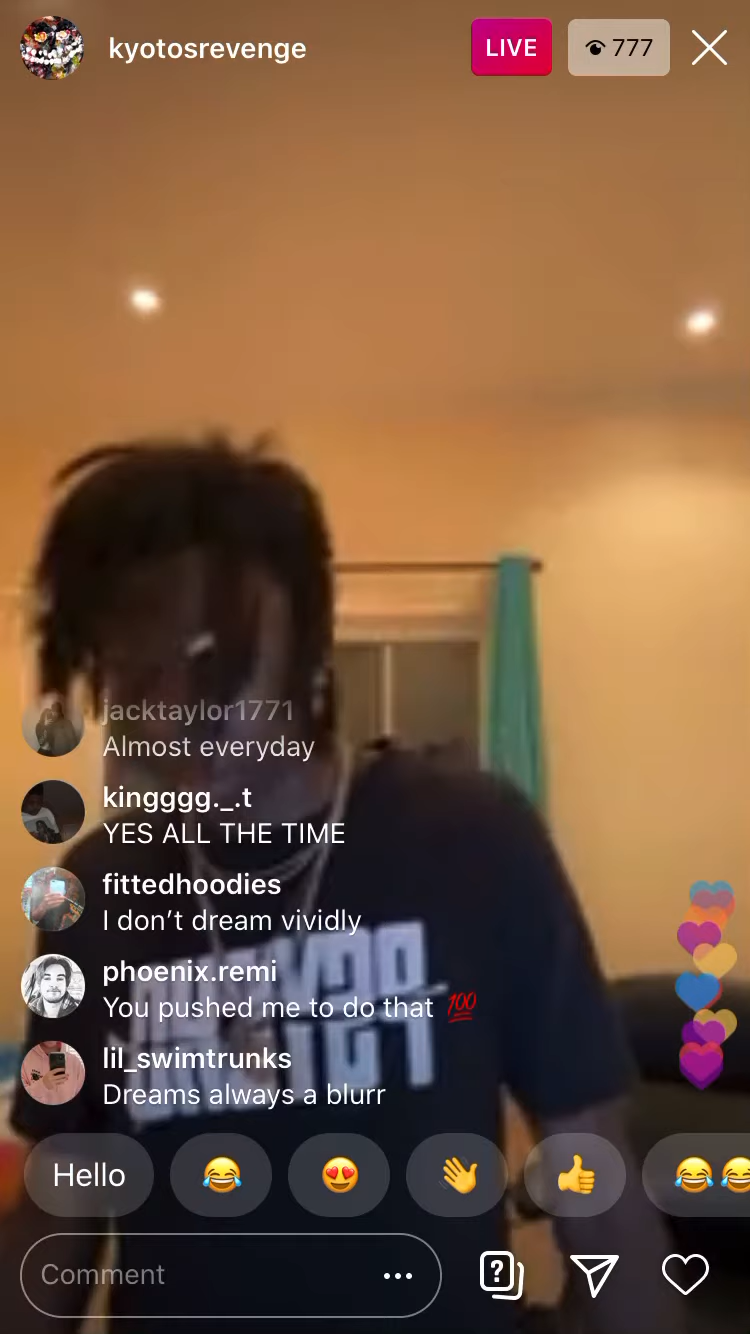 kyotosrevenge
LIVE
777
jacktaylor1771
Almost everyday
kingggg._.t
YES ALL THE TIME
fittedhoodies
I don’t dream vividly
phoenix.remi
You pushed me to do that 💯
lil_swimtrunks
Dreams always a blurr
Hello 😂 😍 👋 👍 😂😂
Comment